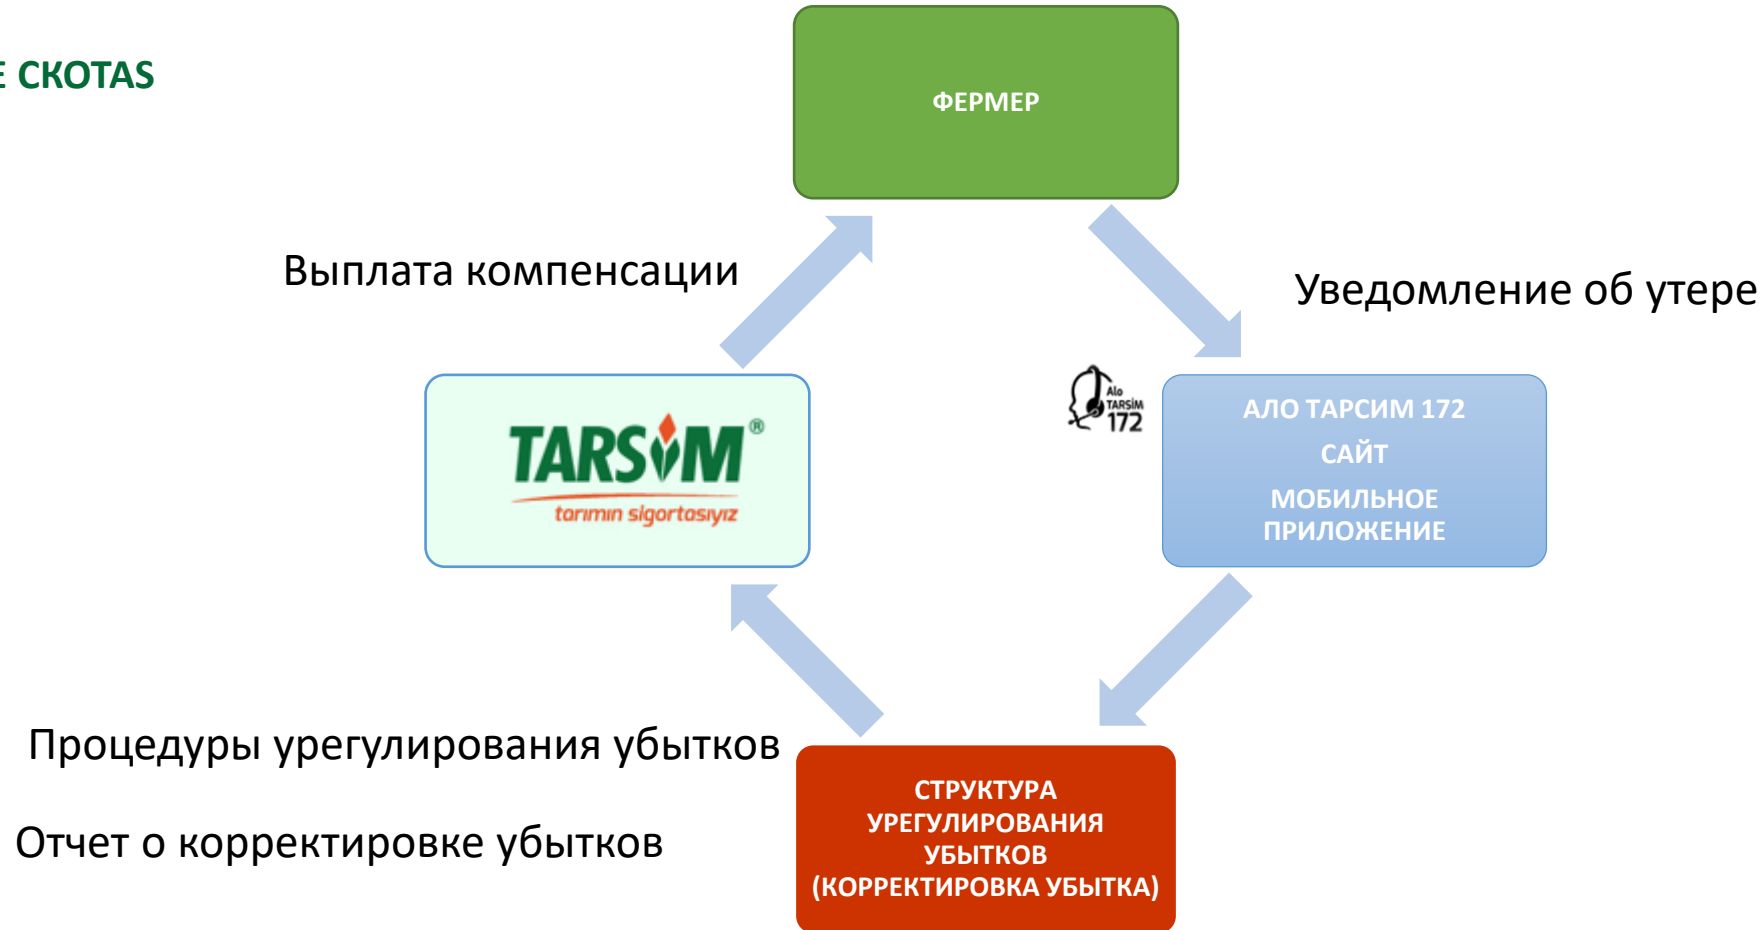 Е СКОТАS
ФЕРМЕР
Выплата компенсации
Уведомление об утере
Alo
TARSİM
172
АЛО ТАРСИМ 172
САЙТ
МОБИЛЬНОЕ
ПРИЛОЖЕНИЕ
TARSİM®
tarımın sigortasıyız
Процедуры урегулирования убытков
Отчет о корректировке убытков
СТРУКТУРА
УРЕГУЛИРОВАНИЯ
УБЫТКОВ
(КОРРЕКТИРОВКА УБЫТКА)